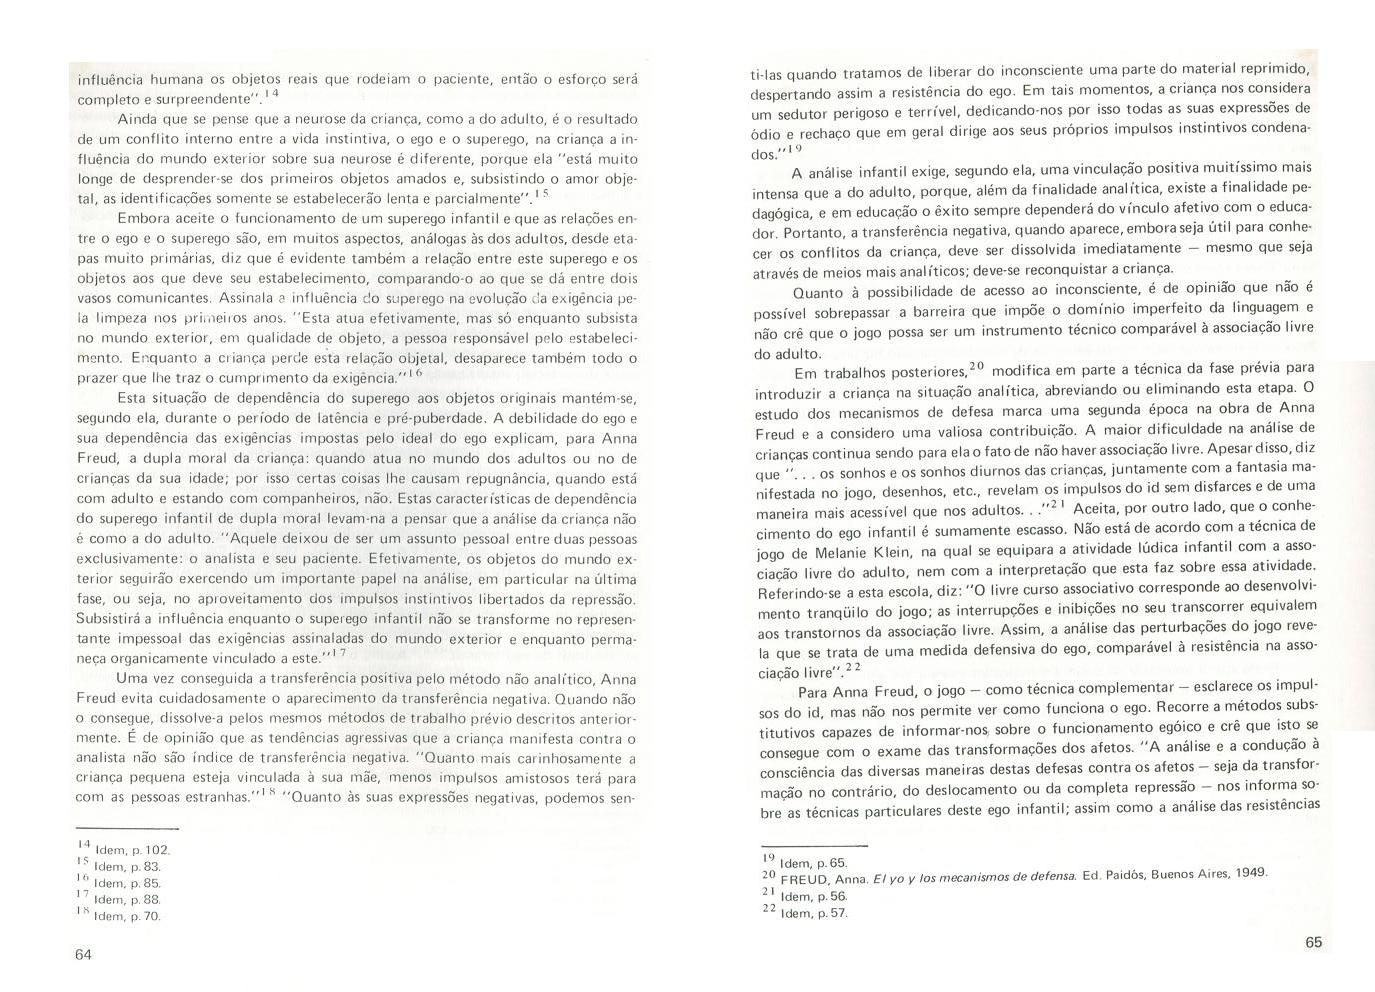 influência humana os objetos reais que rodeiam o paciente, então o esforço será
completo e surpreendente".14
Ainda que se pense que a neurose da criança, como a do adulto, é o resultado
de um conflito interno entre a vida instintiva, o ego e o superego, na criança a in-
fluência do mundo exterior sobre sua neurose é diferente, porque ela "está muito
longe de desprender-se dos primeiros objetos amados e, subsistindo o amor obje-
tal, as identificações somente se estabelecerão lenta e parcialmente".15
Embora aceite o funcionamento de um superego infantil e que as relações en-
tre o ego e o superego são, em muitos aspectos, análogas às dos adultos, desde eta-
pas muito primárias, diz que é evidente também a relação entre este superego e os
objetos aos que deve seu estabelecimento, comparando-o ao que se dá entre dois
vasos comunicantes. Assinala a influência do superego na evolução da exigência pe-
la limpeza nos primeiros anos. "Esta atua efetivamente, mas só enquanto subsista
no mundo exterior, em qualidade de objeto, a pessoa responsável pelo estabeleci-
mento. Enquanto a criança perde esta relação objetal, desaparece também todo o
prazer que lhe traz o cumprimento da exigência."16
Esta situação de dependência do superego aos objetos originais mantém-se,
segundo ela, durante o período de latência e pré-puberdade. A debilidade do ego e
sua dependência das exigências impostas pelo ideal do ego explicam, para Anna
Freud, a dupla moral da criança: quando atua no mundo dos adultos ou no de
crianças da sua idade; por isso certas coisas lhe causam repugnância, quando está
com adulto e estando com companheiros, não. Estas características de dependência
do superego infantil de dupla moral levam-na a pensar que a análise da criança não
é como a do adulto. "Aquele deixou de ser um assunto pessoal entre duas pessoas
exclusivamente: o analista e seu paciente. Efetivamente, os objetos do mundo ex-
terior seguirão exercendo um importante papel na análise, em particular na última
fase, ou seja, no aproveitamento dos impulsos instintivos libertados da repressão.
Subsistirá a influência enquanto o superego infantil não se transforme no represen-
tante impessoal das exigências assinaladas do mundo exterior e enquanto perma-
neça organicamente vinculado a este."17
Uma vez conseguida a transferência positiva pelo método não analítico, Anna
Freud evita cuidadosamente o aparecimento da transferência negativa. Quando não
o consegue, dissolve-a pelos mesmos métodos de trabalho prévio descritos anterior-
mente. É de opinião que as tendências agressivas que a criança manifesta contra o
analista não são índice de transferência negativa. "Quanto mais carinhosamente a
criança pequena esteja vinculada à sua mãe, menos impulsos amistosos terá para
com as pessoas estranhas."18 "Quanto às suas expressões negativas, podemos sen-
14 Idem, p. 102.
15 Idem, p. 83.
16 Idem, p. 85.
17 Idem, p. 88.
18 Idem, p. 70.
64
ti-las quando tratamos de liberar do inconsciente uma parte do material reprimido,
despertando assim a resistência do ego. Em tais momentos, a criança nos considera
um sedutor perigoso e terrível, dedicando-nos por isso todas as suas expressões de
ódio e rechaço que em geral dirige aos seus próprios impulsos instintivos condena-
dos."19
A análise infantil exige, segundo ela, uma vinculação positiva muitíssimo mais
intensa que a do adulto, porque, além da finalidade analítica, existe a finalidade pe-
dagógica, e em educação o êxito sempre dependerá do vínculo afetivo com o educa-
dor. Portanto, a transferência negativa, quando aparece, embora seja útil para conhe-
cer os conflitos da criança, deve ser dissolvida imediatamente — mesmo que seja
através de meios mais analíticos; deve-se reconquistar a criança.
Quanto à possibilidade de acesso ao inconsciente, é de opinião que não é
possível sobrepassar a barreira que impõe o domínio imperfeito da linguagem e
não crê que o jogo possa ser um instrumento técnico comparável à associação livre
do adulto.
Em trabalhos posteriores,20 modifica em parte a técnica da fase prévia para
introduzir a criança na situação analítica, abreviando ou eliminando esta etapa. O
estudo dos mecanismos de defesa marca uma segunda época na obra de Anna
Freud e a considero uma valiosa contribuição. A maior dificuldade na análise de
crianças continua sendo para ela o fato de não haver associação livre. Apesar disso, diz
que ". . . os sonhos e os sonhos diurnos das crianças, juntamente com a fantasia ma-
nifestada no jogo, desenhos, etc., revelam os impulsos do id sem disfarces e de uma
maneira mais acessível que nos adultos. . ."21 Aceita, por outro lado, que o conhe-
cimento do ego infantil é sumamente escasso. Não está de acordo com a técnica de
jogo de Melanie Klein, na qual se equipara a atividade lúdica infantil com a asso-
ciação livre do adulto, nem com a interpretação que esta faz sobre essa atividade.
Referindo-se a esta escola, diz: "O livre curso associativo corresponde ao desenvolvi-
mento tranqüilo do jogo; as interrupções e inibições no seu transcorrer equivalem
aos transtornos da associação livre. Assim, a análise das perturbações do jogo reve-
la que se trata de uma medida defensiva do ego, comparável à resistência na asso-
ciação livre".22
Para Anna Freud, o jogo — como técnica complementar — esclarece os impul-
sos do id, mas não nos permite ver como funciona o ego. Recorre a métodos subs-
titutivos capazes de informar-nos sobre o funcionamento egóico e crê que isto se
consegue com o exame das transformações dos afetos. "A análise e a condução à
consciência das diversas maneiras destas defesas contra os afetos — seja da transfor-
mação no contrário, do deslocamento ou da completa repressão — nos informa so-
bre as técnicas particulares deste ego infantil; assim como a análise das resistências
19 Idem, p. 65.
20 FREUD, Anna. El yo y los mecanismos de defensa. Ed. Paidós, Buenos Aires, 1949.
21 Idem, p. 56.
22 Idem, p. 57.
65